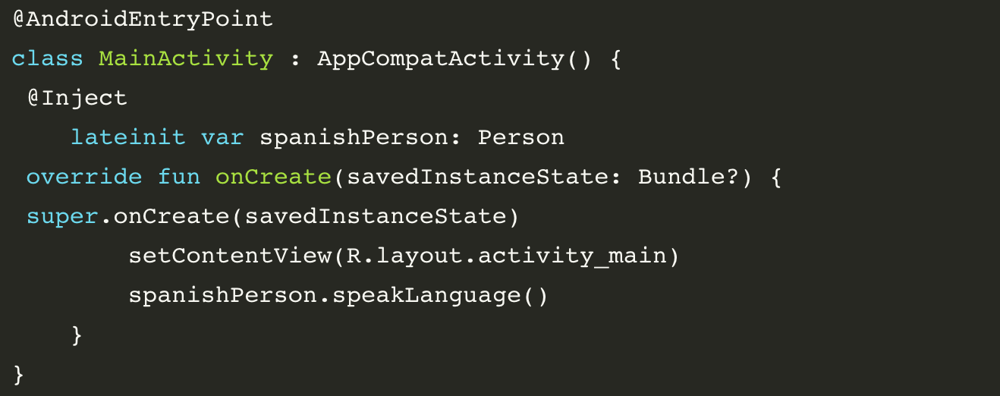 @AndroidEntryPoint
class MainActivity : AppCompatActivity() {
 @Inject
    lateinit var spanishPerson: Person
 override fun onCreate(savedInstanceState: Bundle?) {
 super.onCreate(savedInstanceState)
        setContentView(R.layout.activity_main)
        spanishPerson.speakLanguage()
    }
}